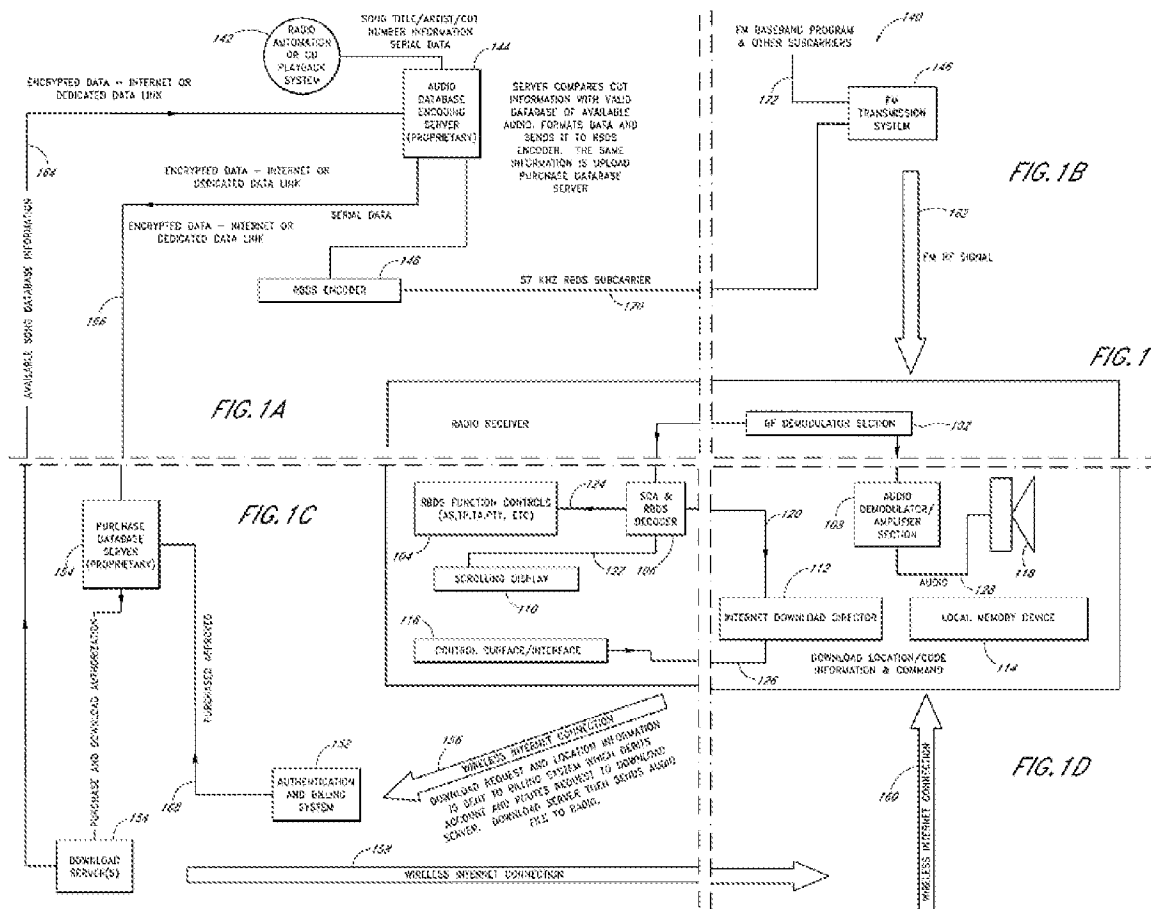 142
RADIO
AUTOMATION
OR CD
PLAYBACK
SYSTEM
SONG TITLE/ARTIST/CUT
NUMBER INFORMATION
SERIAL DATA
144
AUDIO
DATABASE
ENCODING
SERVER
(PROPRIETARY)
SERVER COMPARES CUT
INFORMATION WITH VALID
DATABASE OF AVAILABLE
AUDIO, FORMATS DATA AND
SENDS IT TO RBDS
ENCODER. THE SAME
INFORMATION IS UPLOAD
PURCHASE DATABASE
SERVER
ENCRYPTED DATA – INTERNET OR
DEDICATED DATA LINK
164
AVAILABLE SONG DATABASE INFORMATION
ENCRYPTED DATA – INTERNET OR
DEDICATED DATA LINK
SERIAL DATA
ENCRYPTED DATA – INTERNET OR
DEDICATED DATA LINK
166
RBDS ENCODER
57 KHZ RBDS SUBCARRIER
FIG.1A
FM BASEBAND PROGRAM
& OTHER SUBCARRIERS
140
172
FM
TRANSMISSION
SYSTEM
FIG.1B
162
FM RF SIGNAL
FIG.1
RADIO RECEIVER
RF DEMODULATOR SECTION
102
154
PURCHASE
DATABASE
SERVER
(PROPRIETARY)
FIG.1C
RBDS FUNCTION CONTROLS
(AS,TP,TA,PTY, ETC)
104
124
SCA &
RBDS
DECODER
106
122
SCROLLING DISPLAY
110
116
CONTROL SURFACE/INTERFACE
120
103
AUDIO
DEMODULATOR/
AMPLIFIER
SECTION
AUDIO
128
118
112
INTERNET DOWNLOAD DIRECTOR
LOCAL MEMORY DEVICE
114
126
DOWNLOAD LOCATION/CODE
INFORMATION & COMMAND
PURCHASE AND DOWNLOAD AUTHORIZATION
PURCHASED APPROVED
168
152
AUTHENTICATION
AND BILLING
SYSTEM
156
WIRELESS INTERNET CONNECTION
DOWNLOAD REQUEST AND LOCATION INFORMATION
IS SENT TO BILLING SYSTEM WHICH DEBITS
ACCOUNT AND ROUTES REQUEST TO DOWNLOAD
SERVER. DOWNLOAD SERVER THEN SENDS AUDIO
FILE TO RADIO.
DOWNLOAD
SERVER(S)
158
WIRELESS INTERNET CONNECTION
160
WIRELESS INTERNET CONNECTION
FIG.1D